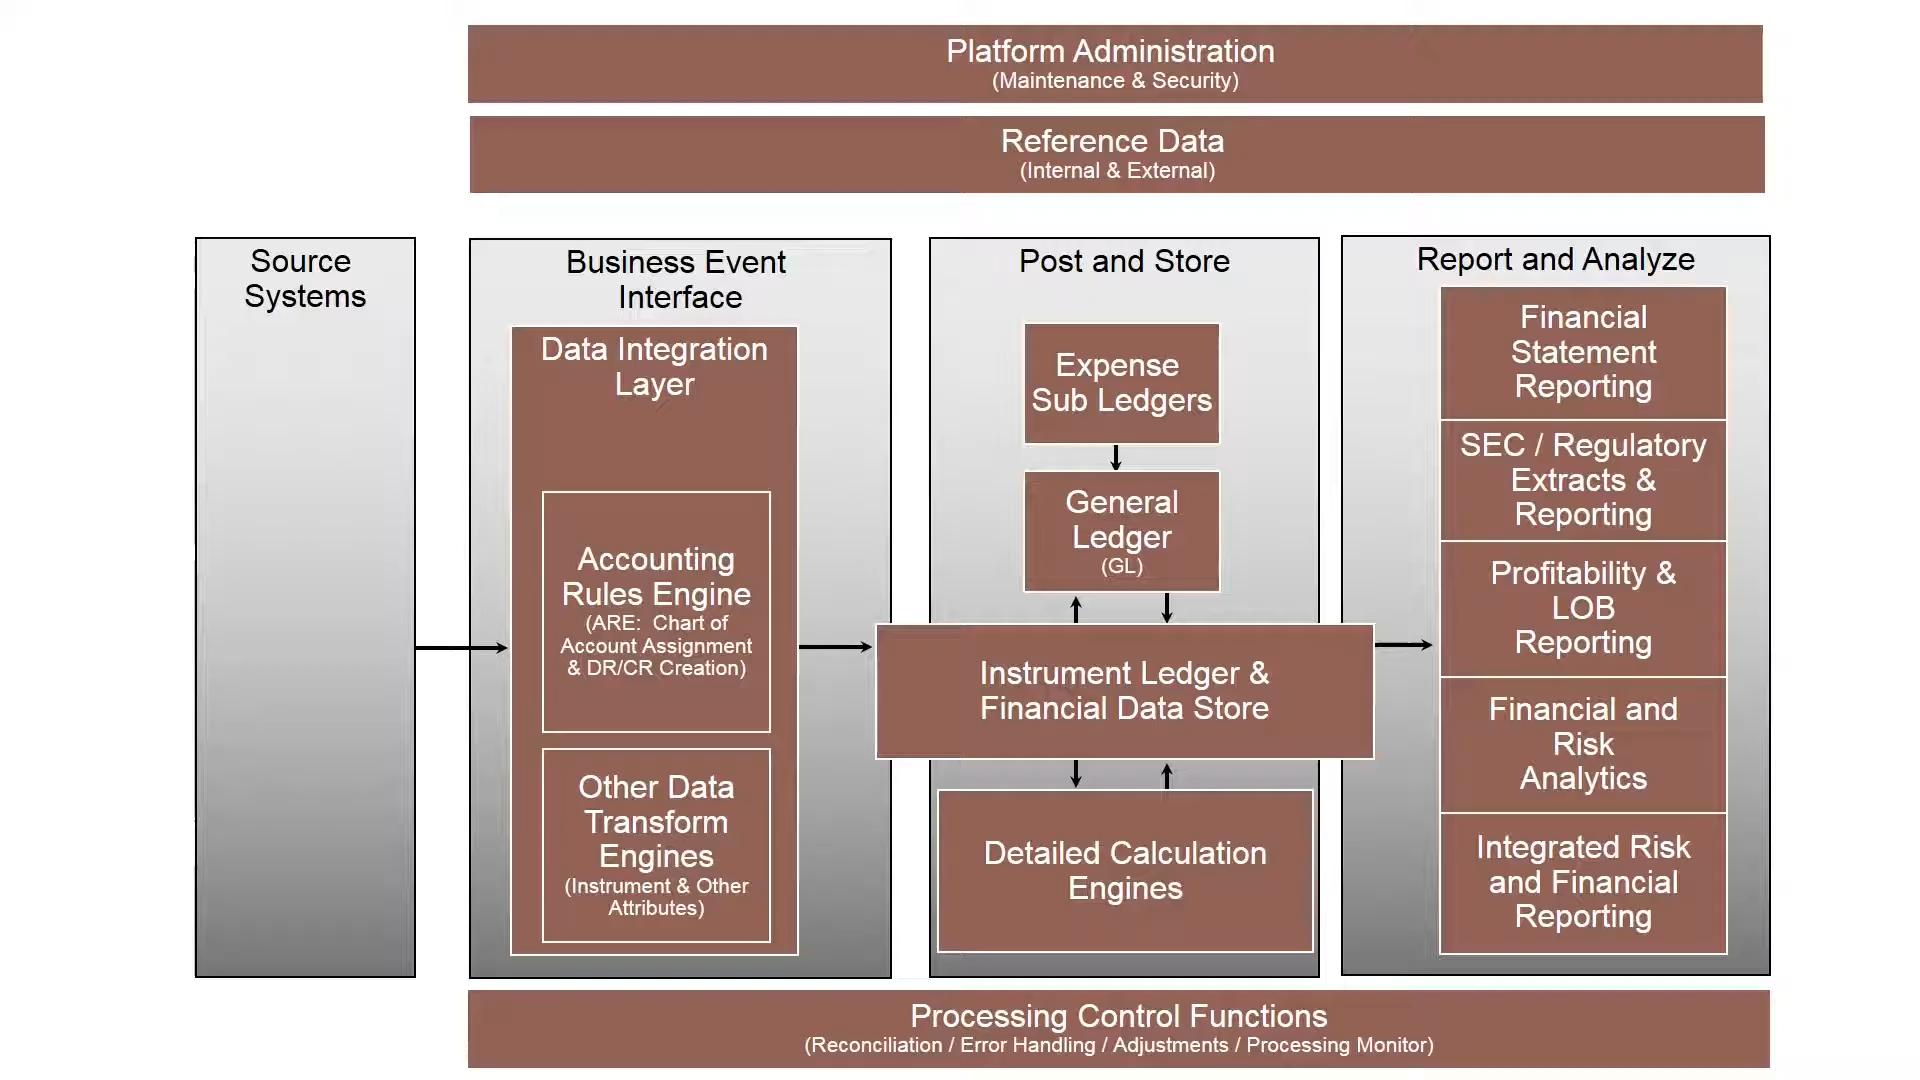 Platform Administration
(Maintenance & Security)
Reference Data
(Internal & External)
Source
Systems
Business Event
Interface
Data Integration
Layer
Accounting
Rules Engine
(ARE:  Chart of
Account Assignment
& DR/CR Creation)
Other Data
Transform
Engines
(Instrument & Other
Attributes)
Post and Store
Expense
Sub Ledgers
General
Ledger
(GL)
Instrument Ledger &
Financial Data Store
Detailed Calculation
Engines
Report and Analyze
Financial
Statement
Reporting
SEC / Regulatory
Extracts &
Reporting
Profitability &
LOB
Reporting
Financial and
Risk
Analytics
Integrated Risk
and Financial
Reporting
Processing Control Functions
(Reconciliation / Error Handling / Adjustments / Processing Monitor)